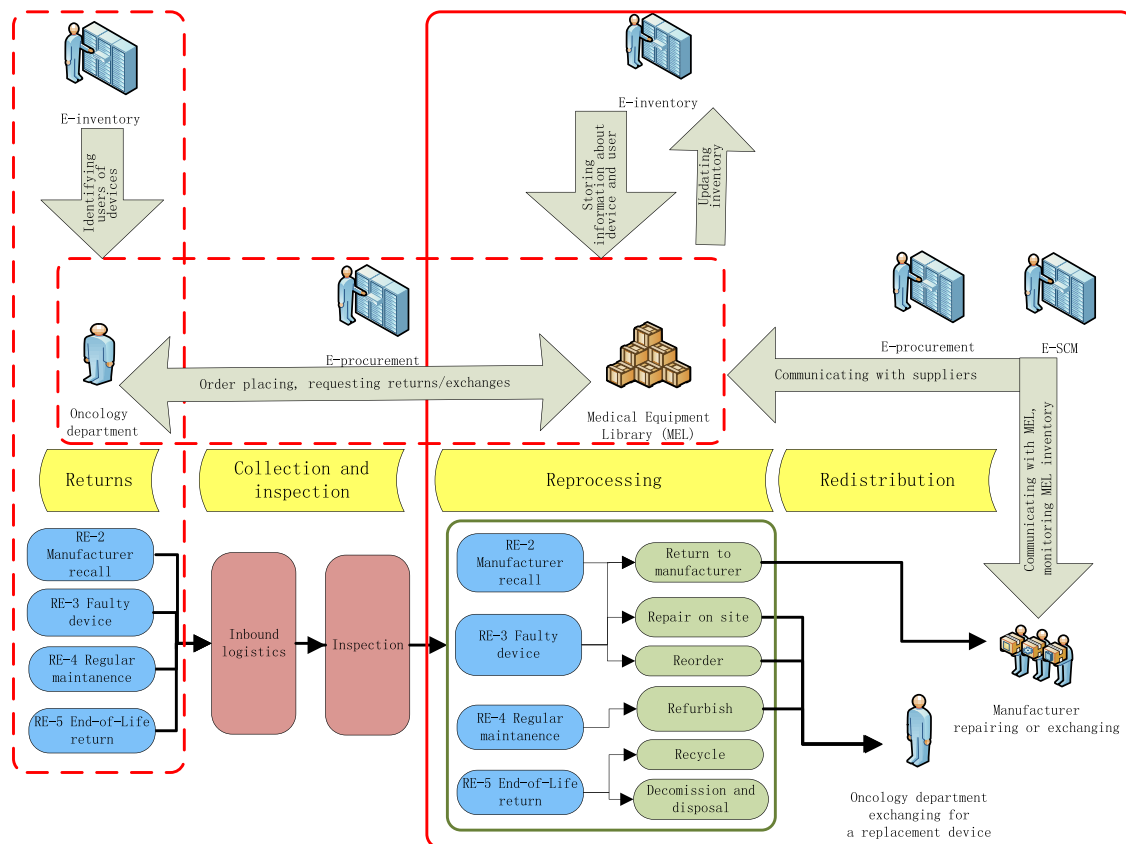 E-inventory
E-inventory
Identifying
users of
devices
Storing
information about
device and user
Updating
inventory
E-procurement
E-procurement
E-SCM
Order placing, requesting returns/exchanges
Communicating with suppliers
Oncology
department
Medical Equipment
Library (MEL)
Communicating with MEL,
monitoring MEL inventory
Returns
Collection and
inspection
Reprocessing
Redistribution
RE-2
Manufacturer
recall
RE-3 Faulty
device
RE-4 Regular
maintanence
RE-5 End-of-Life
return
Inbound
logistics
Inspection
RE-2
Manufacturer
recall
RE-3 Faulty
device
RE-4 Regular
maintanence
RE-5 End-of-Life
return
Return to
manufacturer
Repair on site
Reorder
Refurbish
Recycle
Decomission and
disposal
Manufacturer
repairing or exchanging
Oncology department
exchanging for
a replacement device